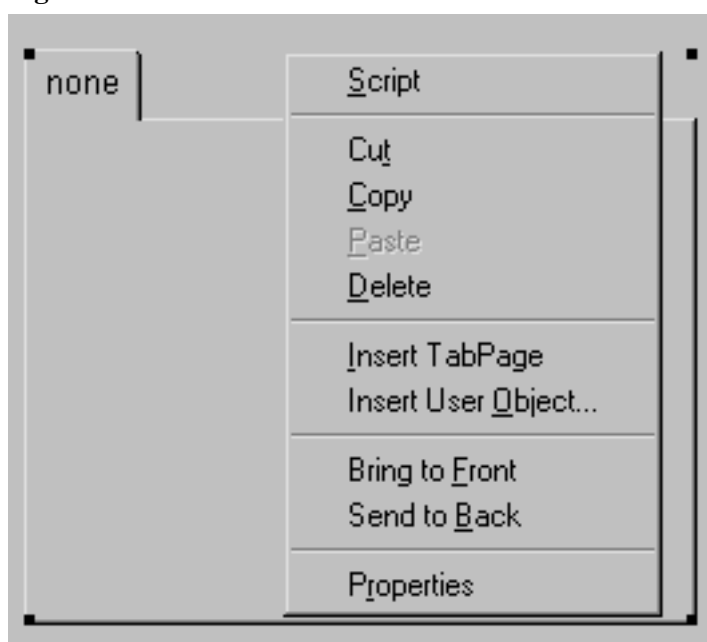 none
Script
Cut
Copy
Paste
Delete
Insert TabPage
Insert User Object...
Bring to Front
Send to Back
Properties